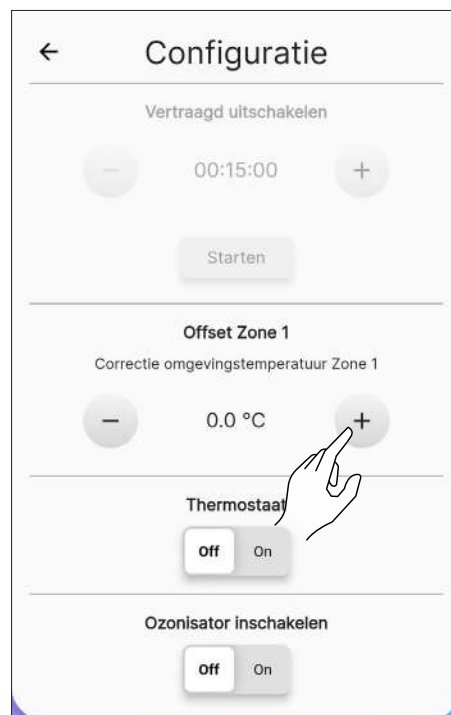 ← Configuratie
Vertraagd uitschakelen
− 00:15:00 +
Starten
Offset Zone 1
Correctie omgevingstemperatuur Zone 1
− 0.0 °C +
Thermostaat
Off On
Ozonisator inschakelen
Off On